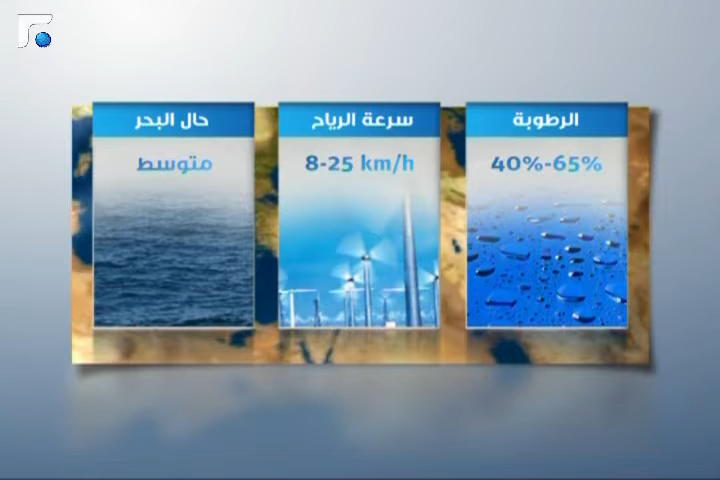 الرطوبة
40%-65%
سرعة الرياح
8-25 km/h
حال البحر
متوسط